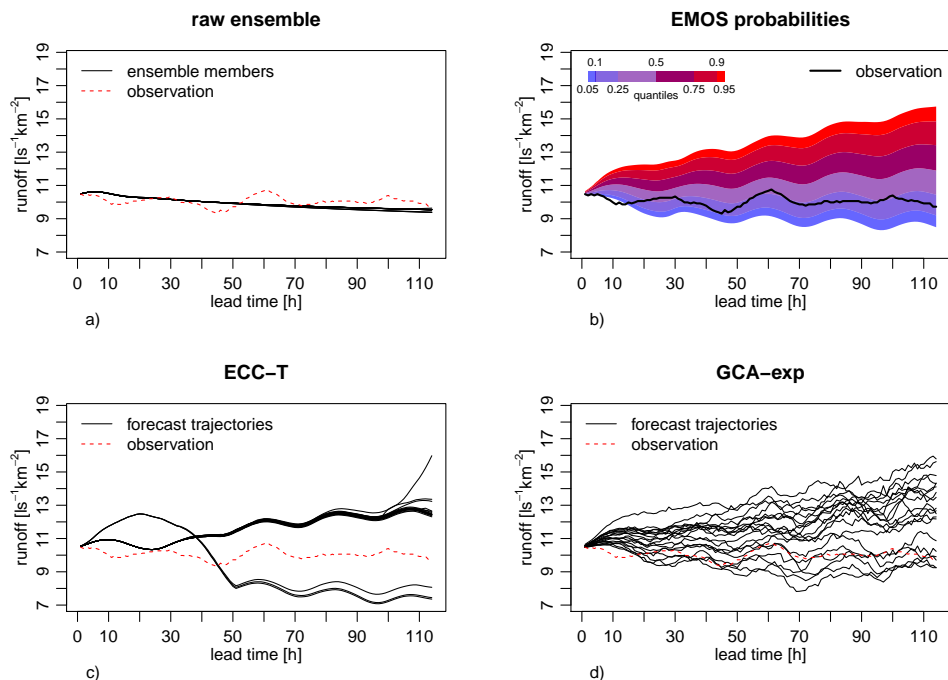 raw ensemble
19
17
15
13
11
9
7
runoff [ls⁻¹km⁻²]
ensemble members
observation
0 10 30 50 70 90 110
lead time [h]
a)
EMOS probabilities
19
17
15
13
11
9
7
runoff [ls⁻¹km⁻²]
0.1 0.5 0.9
0.05 0.25 0.75 0.95
quantiles
observation
0 10 30 50 70 90 110
lead time [h]
b)
ECC−T
19
17
15
13
11
9
7
runoff [ls⁻¹km⁻²]
forecast trajectories
observation
0 10 30 50 70 90 110
lead time [h]
c)
GCA−exp
19
17
15
13
11
9
7
runoff [ls⁻¹km⁻²]
forecast trajectories
observation
0 10 30 50 70 90 110
lead time [h]
d)